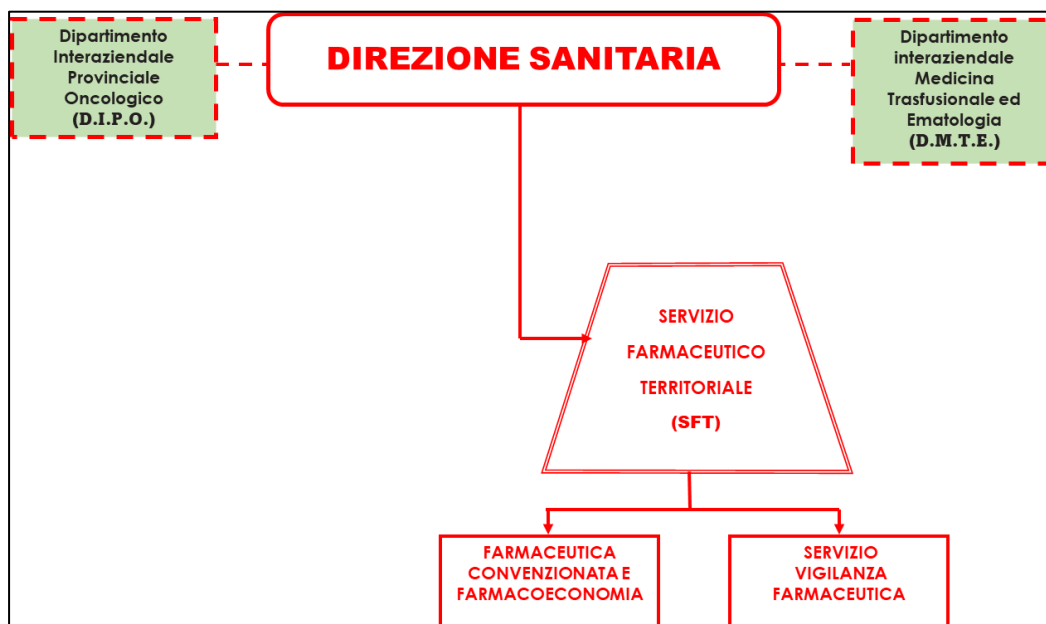 Dipartimento
Interaziendale
Provinciale
Oncologico
(D.I.P.O.)
DIREZIONE SANITARIA
Dipartimento
interaziendale
Medicina
Trasfusionale ed
Ematologia
(D.M.T.E.)
SERVIZIO
FARMACEUTICO
TERRITORIALE
(SFT)
FARMACEUTICA
CONVENZIONATA E
FARMACOECONOMIA
SERVIZIO
VIGILANZA
FARMACEUTICA